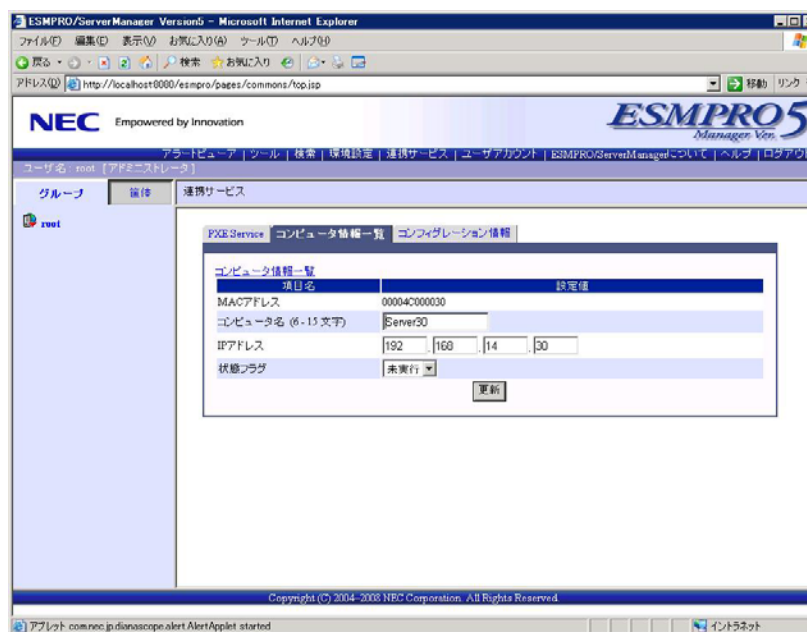 ESMPRO/ServerManager Version5 - Microsoft Internet Explorer
ファイル(F) 編集(E) 表示(V) お気に入り(A) ツール(T) ヘルプ(H)
戻る 検索 お気に入り
アドレス(D) http://localhost:8080/esmpro/pages/commons/top.jsp 移動 リンク
NEC Empowered by Innovation ESMPRO5
Manager, Ver.
アラートビューア | ツール | 検索 | 環境設定 | 連携サービス | ユーザアカウント | ESMPRO/ServerManagerについて | ヘルプ | ログアウ
ユーザ名: root [アドミニストレータ]
グループ 筐体 連携サービス
root
PXE Service コンピュータ情報一覧 コンフィグレーション情報
コンピュータ情報一覧
項目名 設定値
MACアドレス 00004C000030
コンピュータ名 (6-15文字) Server30
IPアドレス 192 . 168 . 14 . 30
状態フラグ 未実行
更新
Copyright (C) 2004-2008 NEC Corporation. All Rights Reserved.
アプレット com.nec.jp.dianascope.alert.AlertApplet started イントラネット